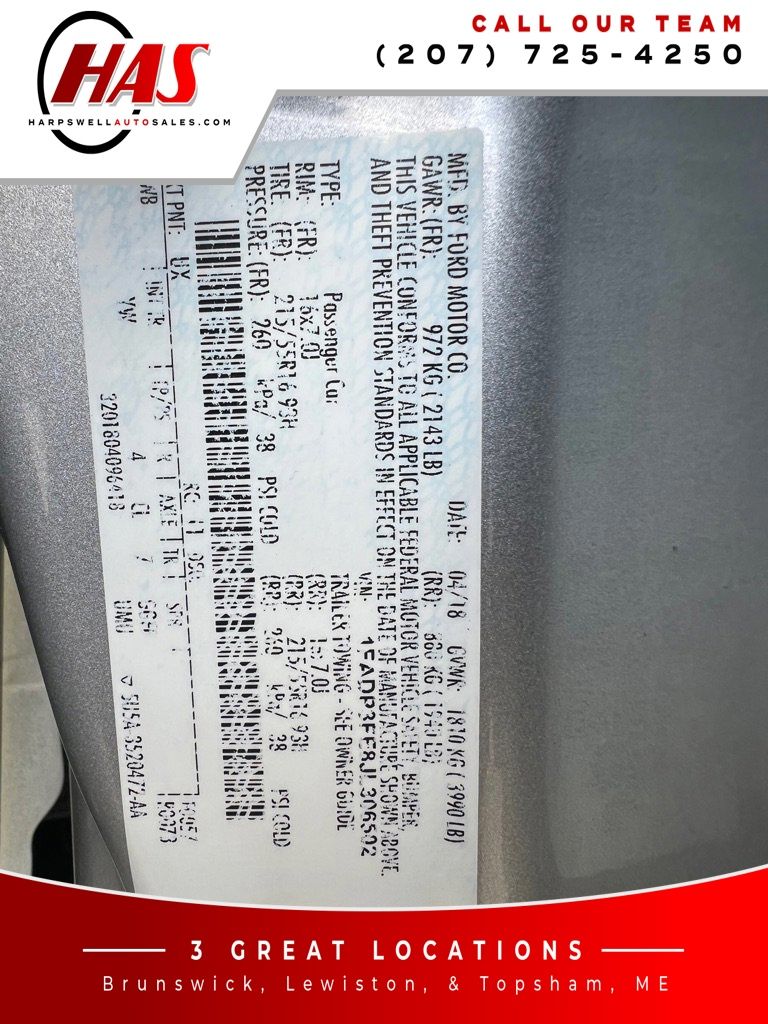 HAS
HARPSWELLAUTOSALES.COM
CALL OUR TEAM
(207) 725-4250
MFD. BY FORD MOTOR CO.
DATE: 04/18 GVWR: 1810 KG ( 3990 LB)
GAWR: (FR): 972 KG ( 2143 LB) (RR):
THIS VEHICLE CONFORMS TO ALL APPLICABLE FEDERAL MOTOR VEHICLE SAFETY, BUMPER,
AND THEFT PREVENTION STANDARDS IN EFFECT ON THE DATE OF MANUFACTURE SHOWN ABOVE.
VIN:
TYPE: Passenger Car
TRAILER TOWING - SEE OWNER GUIDE
RIM: (FR): 16x7.0J (RR): 16x7.0J
TIRE: (FR): 215/55R16 93H (RR): 215/55R16 93H
PRESSURE: (FR): 260 kPa/ 38 PSI COLD (RR): 260 kPa/ 38 PSI COLD
UX
YW 4
3201804096418
3 GREAT LOCATIONS
Brunswick, Lewiston, & Topsham, ME